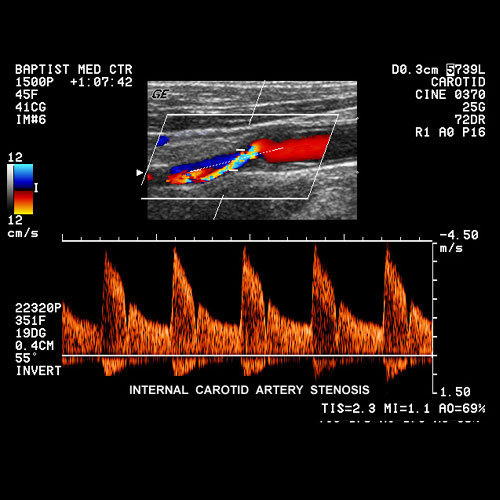 BAPTIST MED CTR
1500P +1:07:42
45F
41CG
IM#6
GE
D0.3cm 5739L
CAROTID
CINE 0370
25G
72DR
R1 A0 P16
12
12
cm/s
-4.50
m/s
22320P
351F
19DG
0.4CM
55°
INVERT
INTERNAL CAROTID ARTERY STENOSIS
1.50
TIS=2.3 MI=1.1 AO=69%